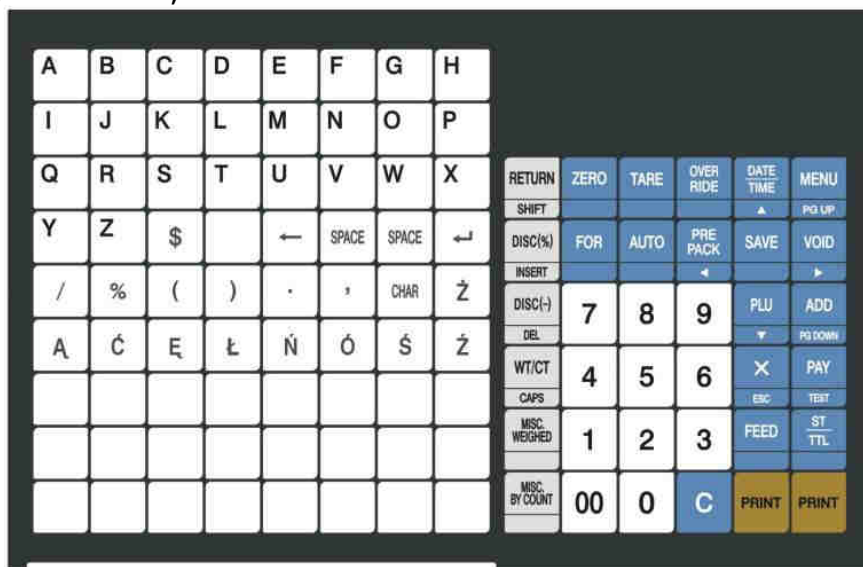 A B C D E F G H
I J K L M N O P
Q R S T U V W X
Y Z $ ← SPACE SPACE ↵
/ % ( ) . , CHAR Ż
Ą Ć Ę Ł Ń Ó Ś Ź
RETURN ZERO TARE OVER RIDE DATE TIME MENU
SHIFT ▲ PG UP
DISC(%) FOR AUTO PRE PACK SAVE VOID
INSERT ◄ ►
DISC(-) 7 8 9 PLU ADD
DEL ▼ PG DOWN
WT/CT 4 5 6 X PAY
CAPS ESC TEST
MISC. WEIGHED 1 2 3 FEED ST TTL
MISC. BY COUNT 00 0 C PRINT PRINT